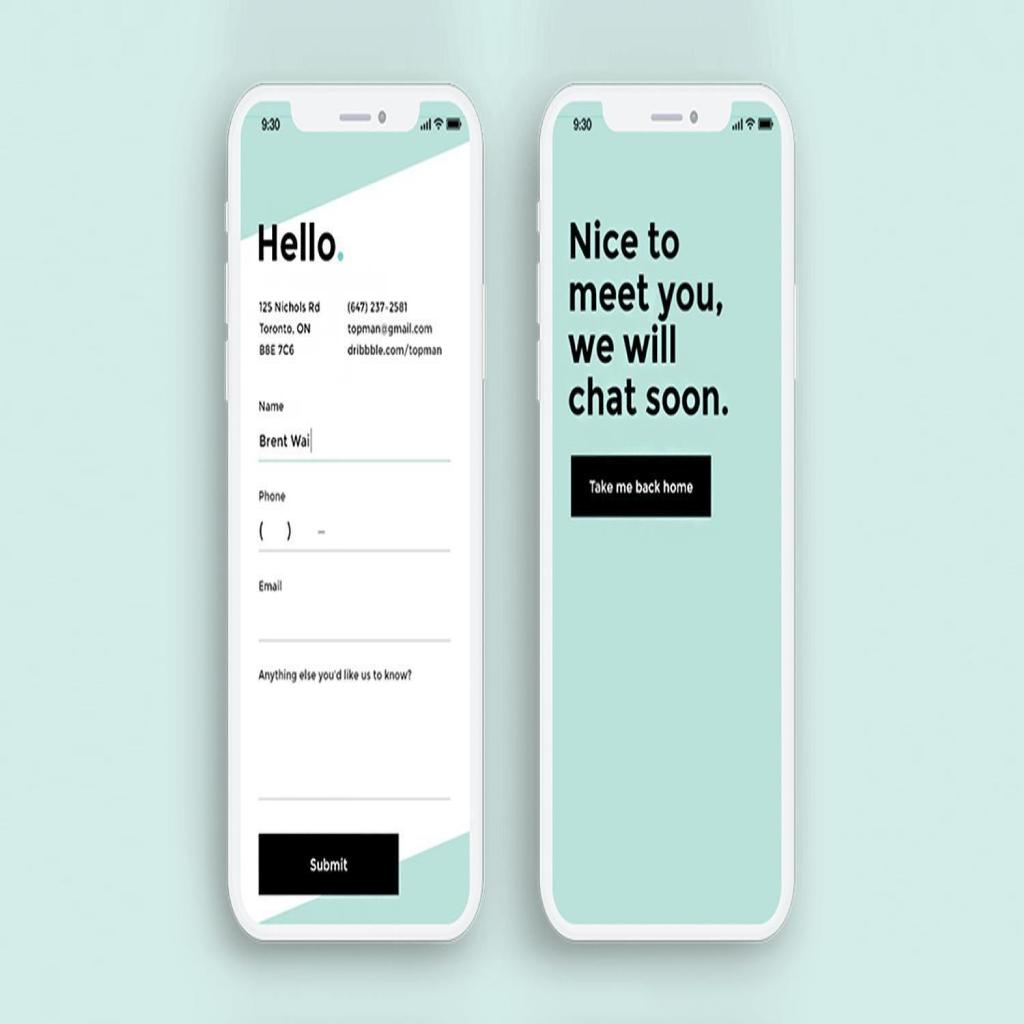 9:30
Hello.
125 Nichols Rd
Toronto, ON
B8E 7C6
(647) 237-2581
topman@gmail.com
dribbble.com/topman
Name
Brent Wai
Phone
( ) -
Email
Anything else you'd like us to know?
Submit
9:30
Nice to
meet you,
we will
chat soon.
Take me back home